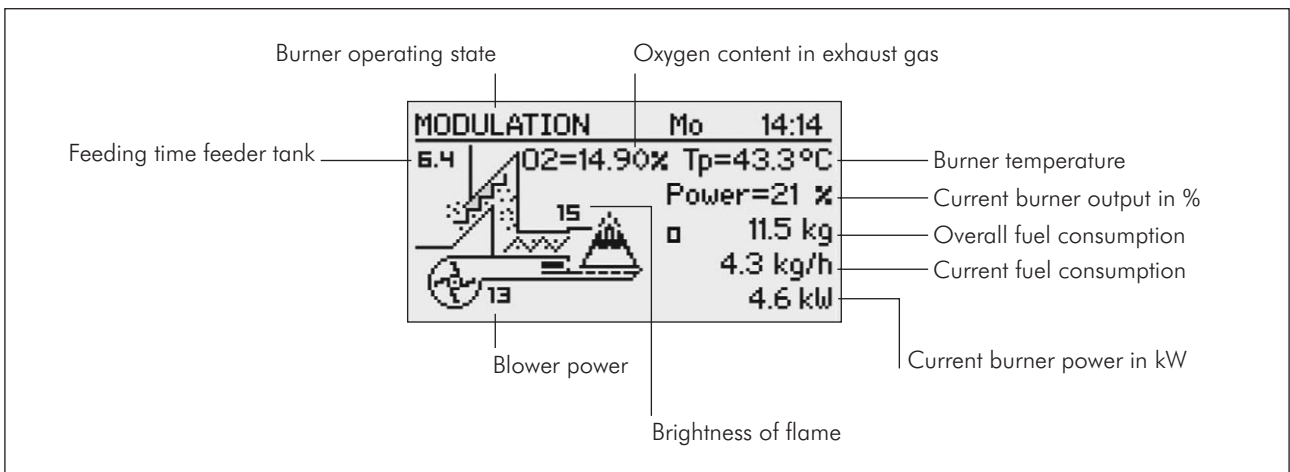 Burner operating state
Oxygen content in exhaust gas
MODULATION Mo 14:14
Feeding time feeder tank
6.4 O2=14.90% Tp=43.3°C
Burner temperature
Power=21 %
Current burner output in %
15 11.5 kg
Overall fuel consumption
4.3 kg/h
Current fuel consumption
13 4.6 kW
Current burner power in kW
Blower power
Brightness of flame